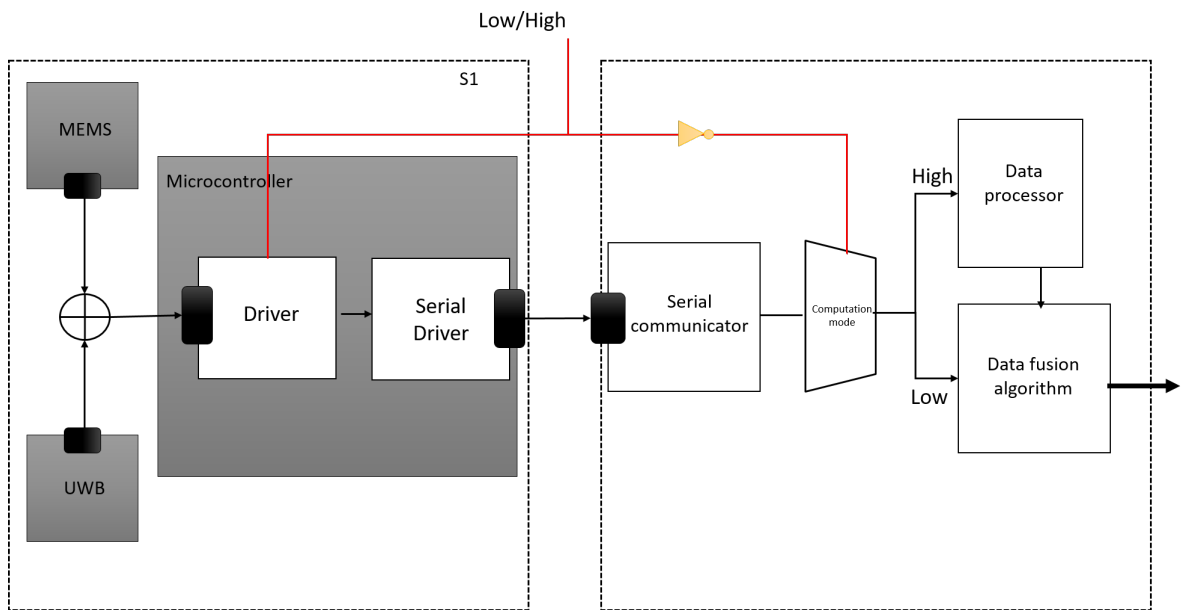 Low/High
S1
MEMS
Microcontroller
High
Data
processor
Driver
Serial
Driver
Serial
communicator
Computation
mode
Data fusion
algorithm
Low
UWB